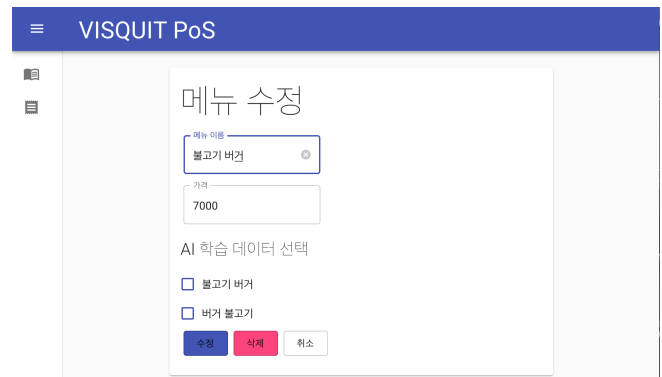 VISQUIT PoS
메뉴 수정
메뉴 이름
불고기 버거
가격
7000
AI 학습 데이터 선택
불고기 버거
버거 불고기
수정 삭제 취소